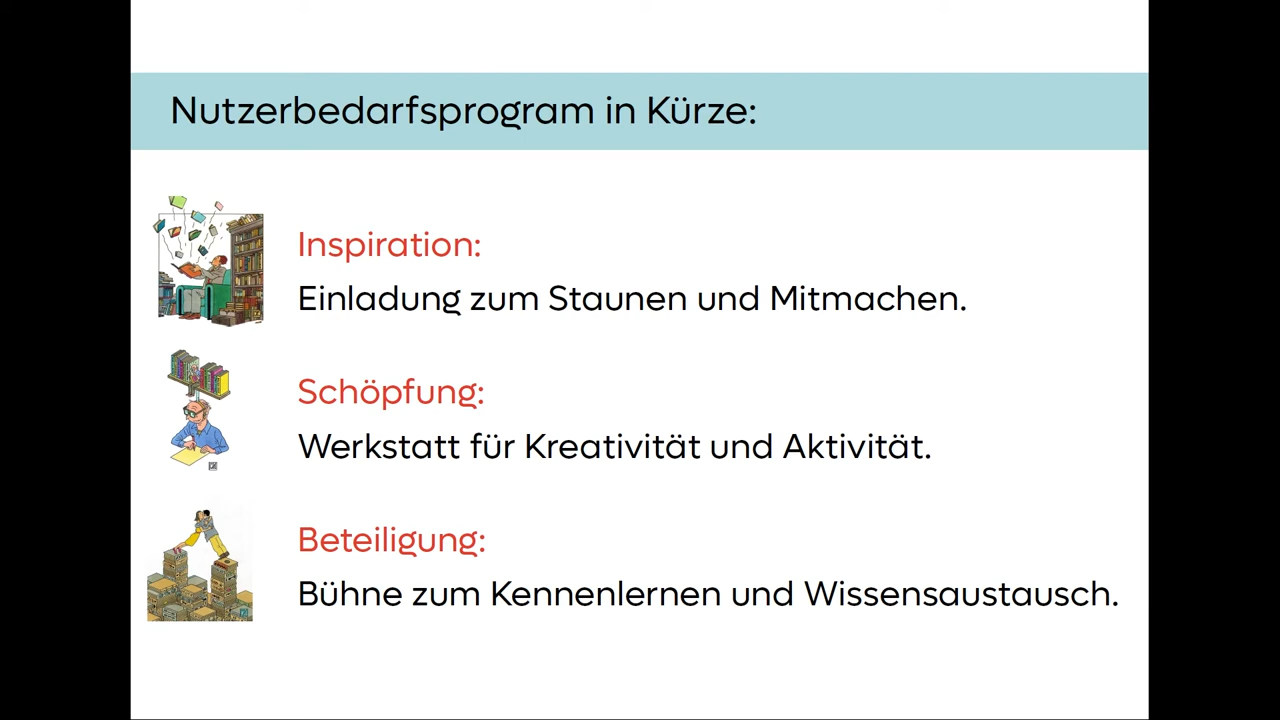 Nutzerbedarfsprogram in Kürze:
Inspiration:
Einladung zum Staunen und Mitmachen.
Schöpfung:
Werkstatt für Kreativität und Aktivität.
Beteiligung:
Bühne zum Kennenlernen und Wissensaustausch.